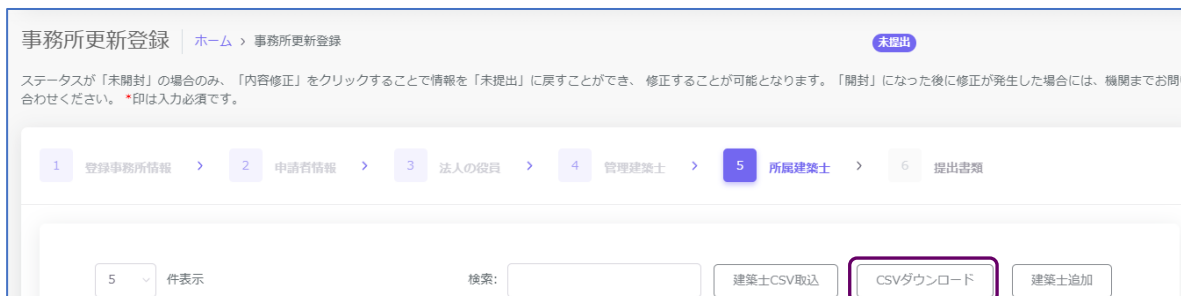 事務所更新登録 ホーム > 事務所更新登録 未提出
ステータスが「未開封」の場合のみ、「内容修正」をクリックすることで情報を「未提出」に戻すことができ、 修正することが可能となります。「開封」になった後に修正が発生した場合には、機関までお問い
合わせください。 *印は入力必須です。
1 登録事務所情報 > 2 申請者情報 > 3 法人の役員 > 4 管理建築士 > 5 所属建築士 > 6 提出書類
5 件表示 検索: 建築士CSV取込 CSVダウンロード 建築士追加